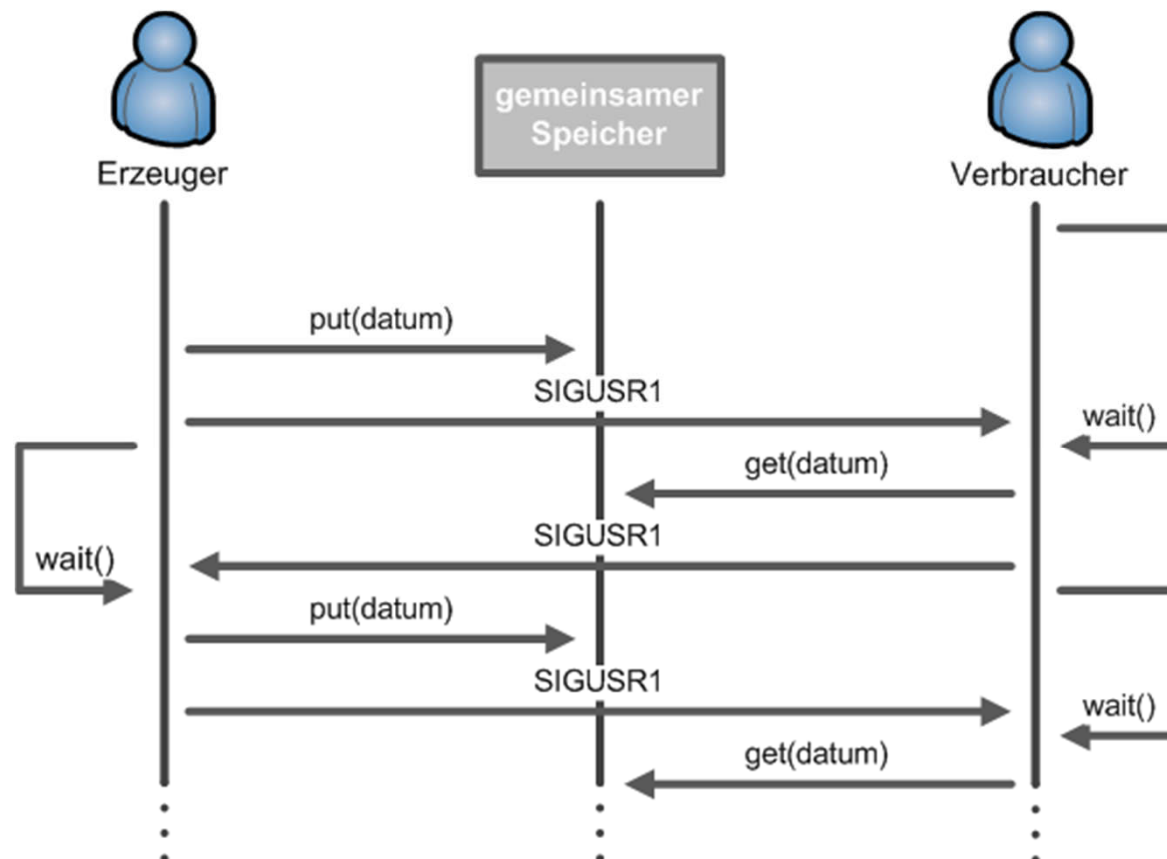 gemeinsamer
Speicher
Erzeuger
Verbraucher
put(datum)
SIGUSR1
wait()
get(datum)
SIGUSR1
wait()
put(datum)
SIGUSR1
wait()
get(datum)